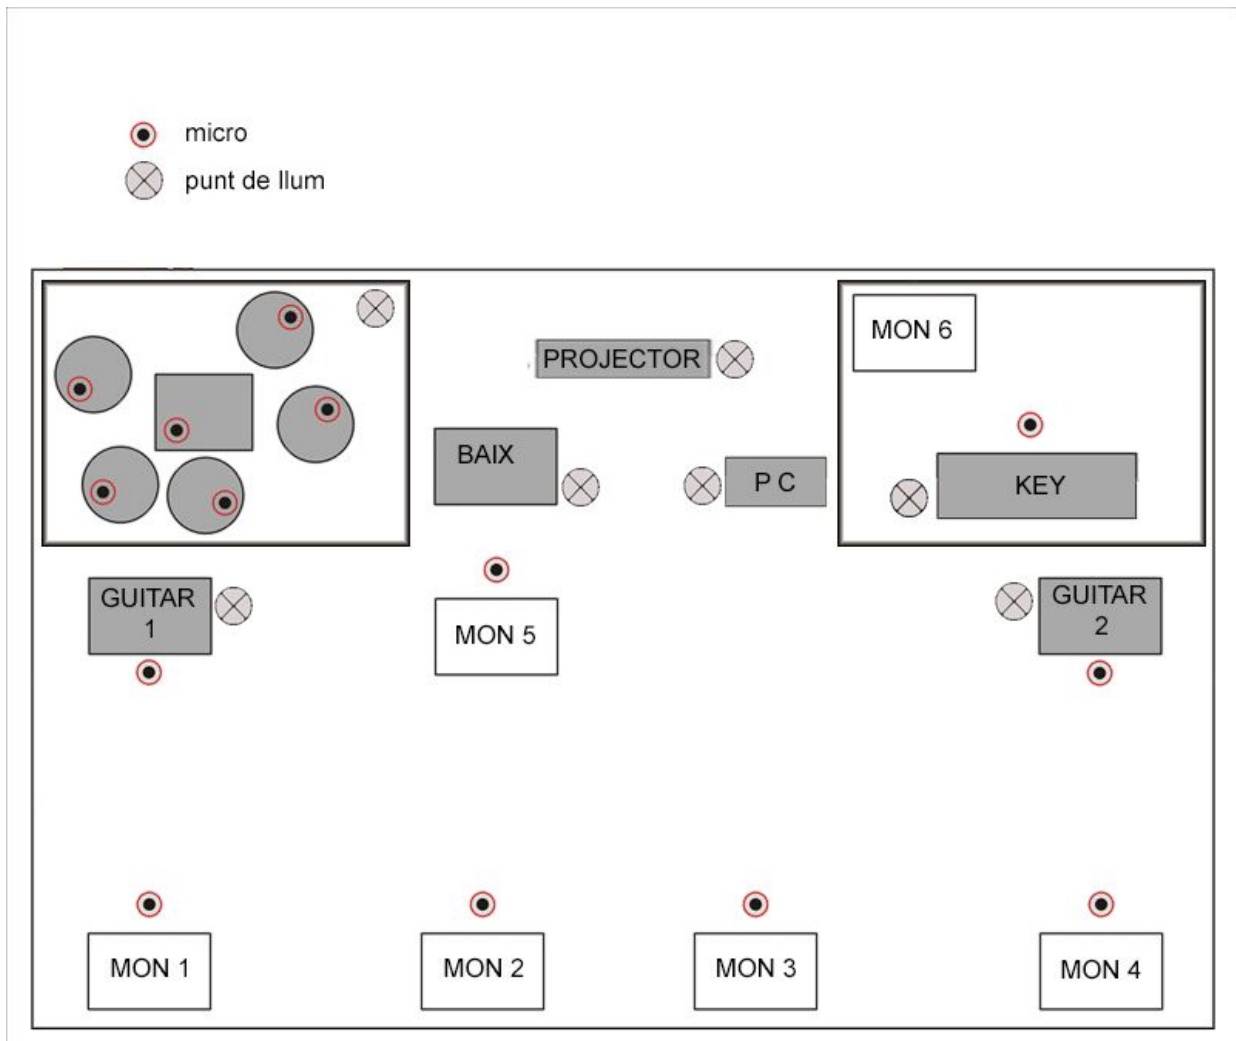 micro
punt de llum
MON 6
PROJECTOR
BAIX
P C
KEY
GUITAR
1
GUITAR
2
MON 5
MON 1
MON 2
MON 3
MON 4